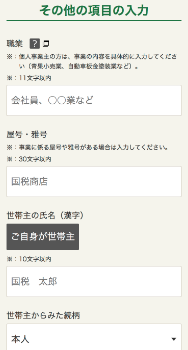 その他の項目の入力
職業 ?
※：個人事業主の方は、事業の内容を具体的に入力してくださ
い（青果小売業、自動車板金塗装業など）。
※：11文字以内
会社員、〇〇業など
屋号・雅号
※：事業に係る屋号や雅号がある場合は入力してください。
※：30文字以内
国税商店
世帯主の氏名（漢字）
ご自身が世帯主
※：10文字以内
国税　太郎
世帯主からみた続柄
本人